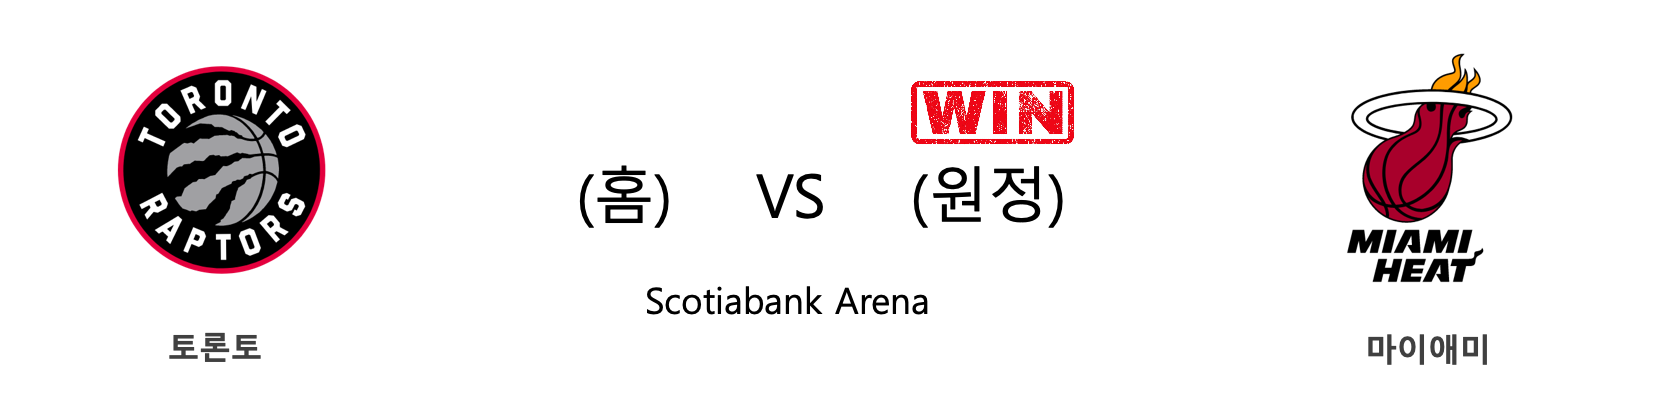 TORONTO
RAPTORS
WIN
(홈) VS (원정)
MIAMI
HEAT
Scotiabank Arena
토론토
마이애미